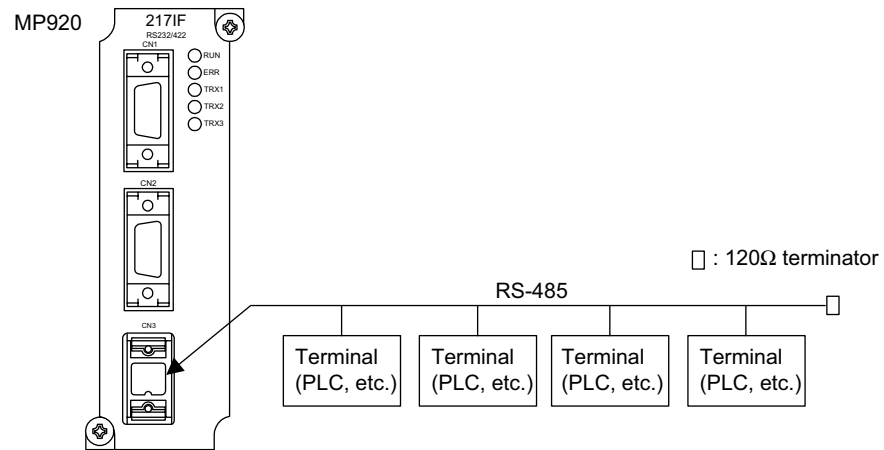 MP920
217IF
RS232/422
CN1
RUN
ERR
TRX1
TRX2
TRX3
CN2
CN3
: 120Ω terminator
RS-485
Terminal
(PLC, etc.)
Terminal
(PLC, etc.)
Terminal
(PLC, etc.)
Terminal
(PLC, etc.)